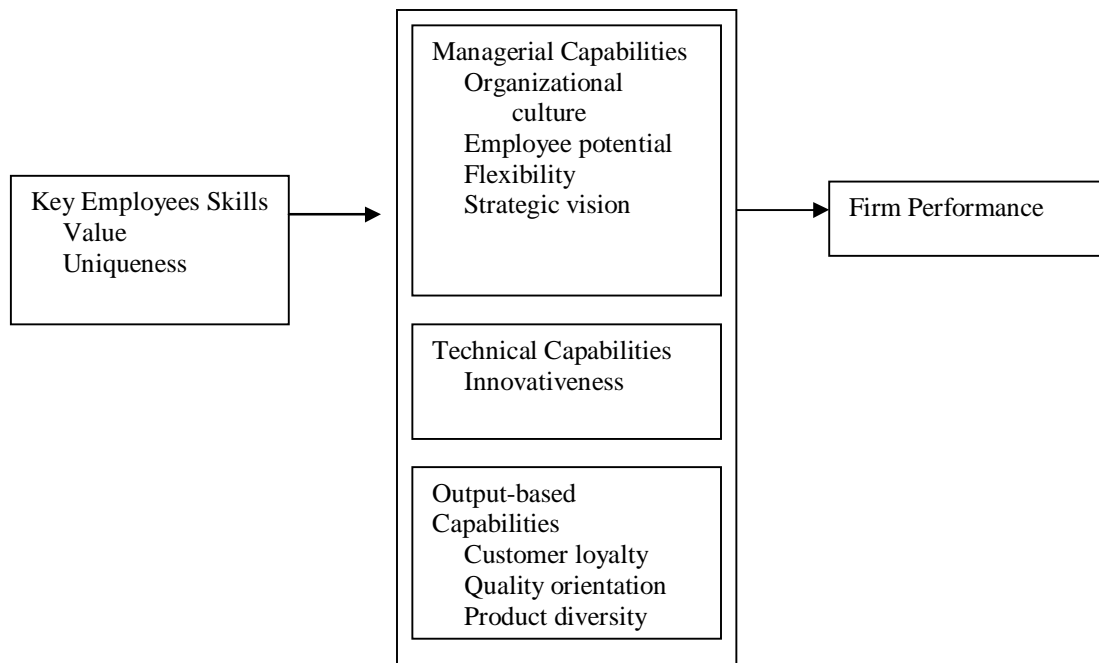 Key Employees Skills
Value
Uniqueness
Managerial Capabilities
Organizational
culture
Employee potential
Flexibility
Strategic vision
Technical Capabilities
Innovativeness
Output-based
Capabilities
Customer loyalty
Quality orientation
Product diversity
Firm Performance